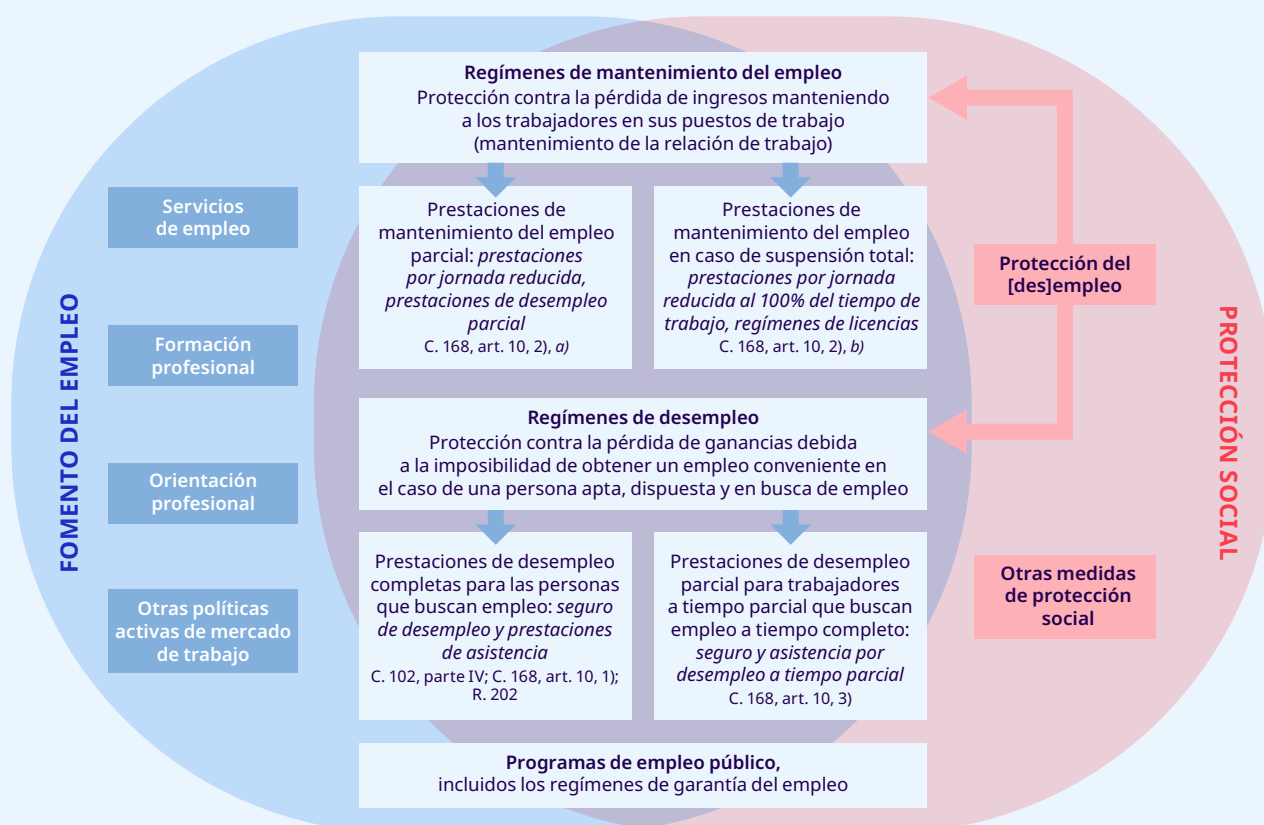 FOMENTO DEL EMPLEO
Servicios
de empleo
Formación
profesional
Orientación
profesional
Otras políticas
activas de mercado
de trabajo
Regímenes de mantenimiento del empleo
Protección contra la pérdida de ingresos manteniendo
a los trabajadores en sus puestos de trabajo
(mantenimiento de la relación de trabajo)
Prestaciones de
mantenimiento del empleo
parcial: prestaciones
por jornada reducida,
prestaciones de desempleo
parcial
C. 168, art. 10, 2), a)
Prestaciones de
mantenimiento del empleo
en caso de suspensión total:
prestaciones por jornada
reducida al 100% del tiempo de
trabajo, regímenes de licencias
C. 168, art. 10, 2), b)
Regímenes de desempleo
Protección contra la pérdida de ganancias debida
a la imposibilidad de obtener un empleo conveniente en
el caso de una persona apta, dispuesta y en busca de empleo
Prestaciones de desempleo
completas para las personas
que buscan empleo: seguro
de desempleo y prestaciones
de asistencia
C. 102, parte IV; C. 168, art. 10, 1);
R. 202
Prestaciones de desempleo
parcial para trabajadores
a tiempo parcial que buscan
empleo a tiempo completo:
seguro y asistencia por
desempleo a tiempo parcial
C. 168, art. 10, 3)
Programas de empleo público,
incluidos los regímenes de garantía del empleo
Protección del
[des]empleo
Otras medidas
de protección
social
PROTECCIÓN SOCIAL